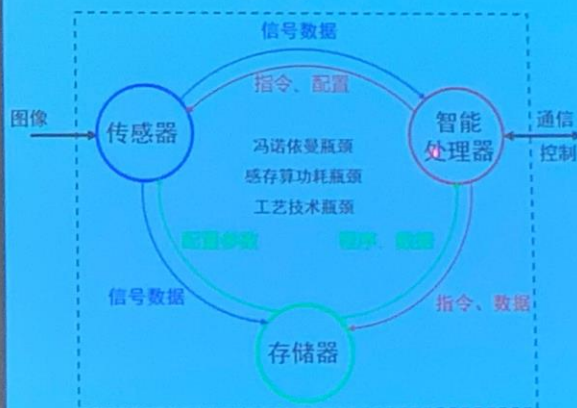 信号数据
指令、配置
图像
传感器
智能
处理器
通信
控制
冯诺依曼瓶颈
感存算功耗瓶颈
工艺技术瓶颈
配置参数
程序、数据
信号数据
指令、数据
存储器